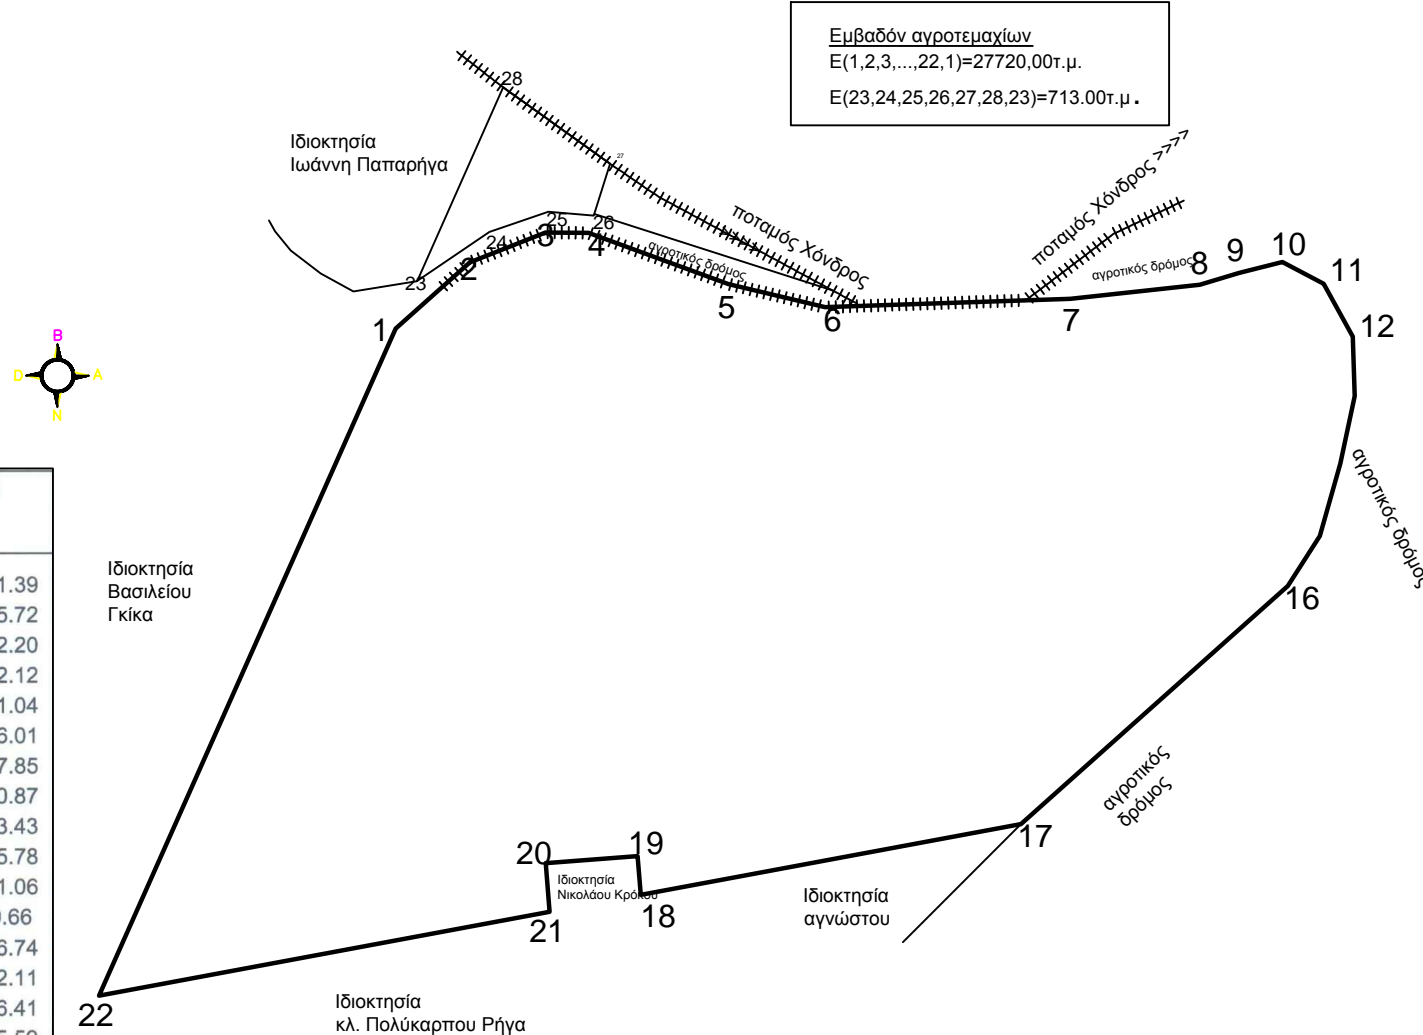 Εμβαδόν αγροτεμαχίων
Ε(1,2,3,...,22,1)=27720,00τ.μ.
Ε(23,24,25,26,27,28,23)=713.00τ.μ.
28
Ιδιοκτησία
Ιωάννη Παπαρήγα
27
ποταμός Χόνδρος >>>>
ποταμός Χόνδρος
>>>>
25
26
24
23
αγροτικός δρόμος
αγροτικός δρόμος
1
2
3
4
5
6
7
8
9
10
11
12
Β
D
Α
Ν
αγροτικός δρόμος
16
Ιδιοκτησία
Βασιλείου
Γκίκα
1.39
5.72
2.20
2.12
1.04
6.01
7.85
0.87
3.43
5.78
1.06
.66
6.74
2.11
6.41
αγροτικός
δρόμος
17
20
19
Ιδιοκτησία
Νικολάου Κρόκου
18
21
Ιδιοκτησία
αγνώστου
22
Ιδιοκτησία
κλ. Πολύκαρπου Ρήγα